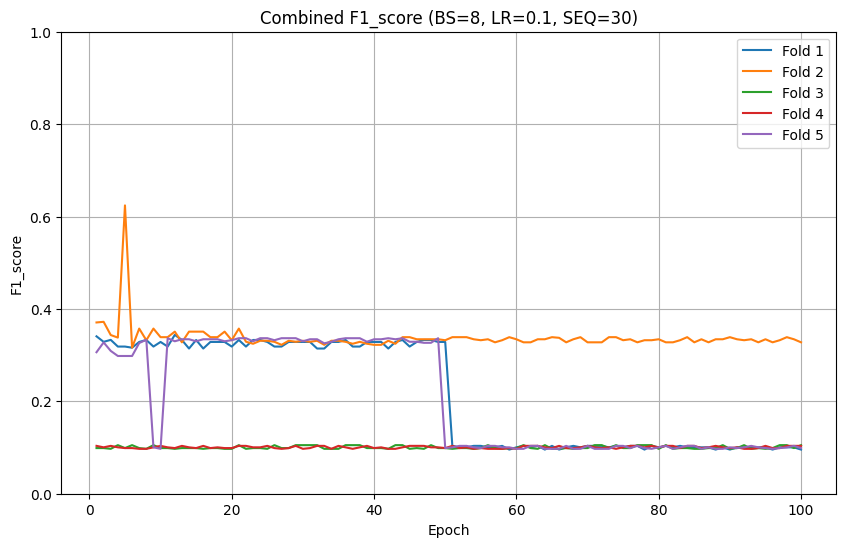 Combined F1_score (BS=8, LR=0.1, SEQ=30)
1.0
0.8
0.6
0.4
0.2
0.0
F1_score
0 20 40 60 80 100
Epoch
Fold 1
Fold 2
Fold 3
Fold 4
Fold 5